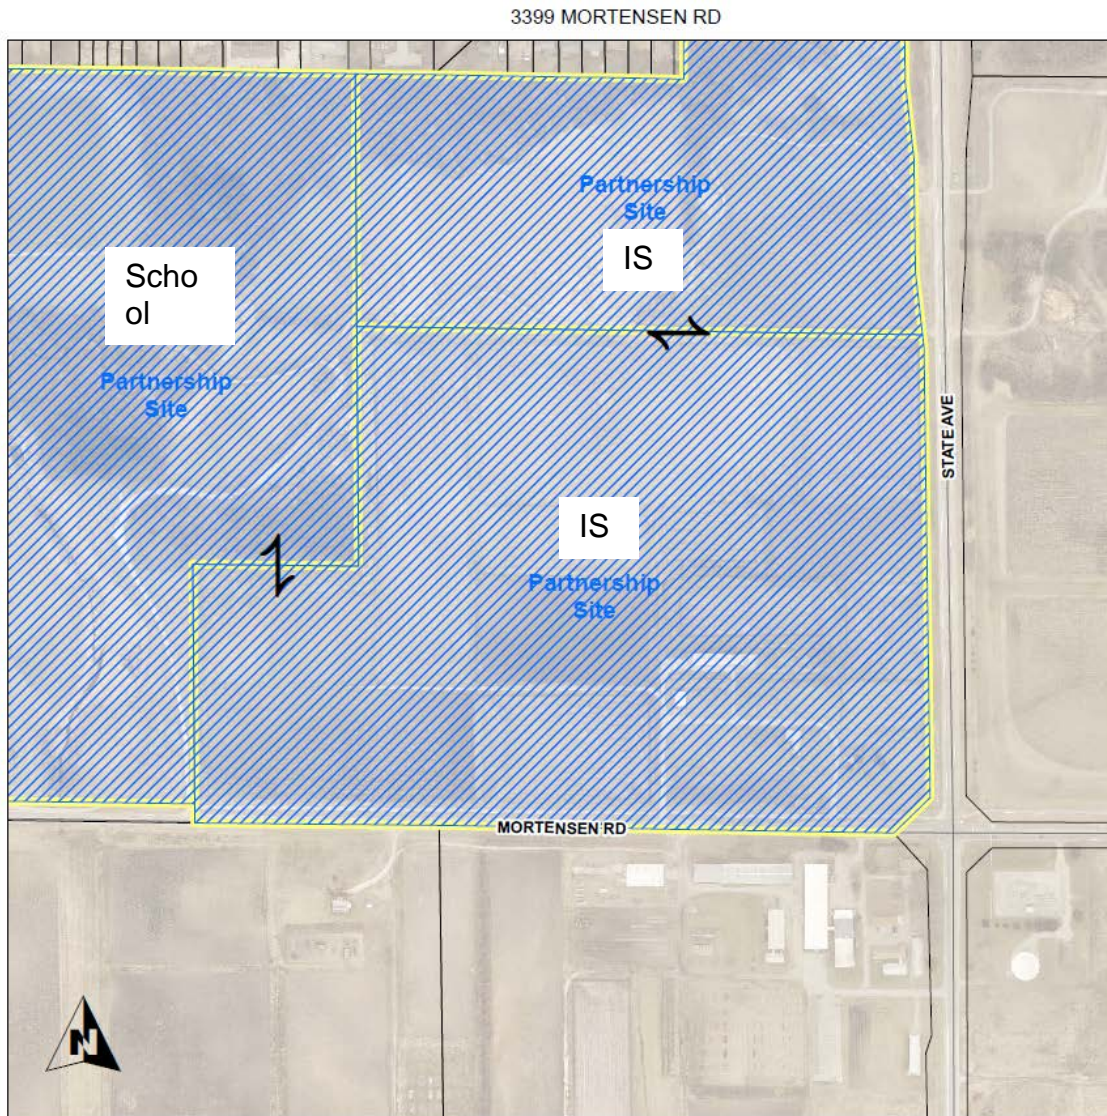 3399 MORTENSEN RD
Partnership
Site
IS
Scho
ol
Partnership
Site
STATE AVE
IS
Partnership
Site
MORTENSEN RD
N